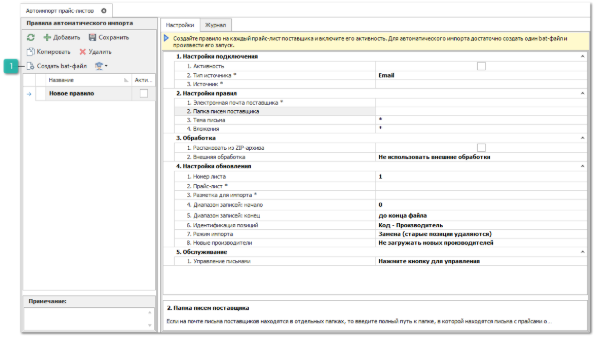 Автоимпорт прайс-листов
Правила автоматического импорта
Добавить Сохранить
Копировать Удалить
1 Создать bat-файл
Название Акти...
Новое правило
Примечание:
Настройки Журнал
Создайте правило на каждый прайс-лист поставщика и включите его активность. Для автоматического импорта достаточно создать один bat-файл и произвести его запуск.
1. Настройки подключения
1. Активность
2. Тип источника * Email
3. Источник *
2. Настройки правил
1. Электронная почта поставщика *
2. Папка писем поставщика
3. Тема письма *
4. Вложения *
3. Обработка
1. Распаковать из ZIP архива
2. Внешняя обработка Не использовать внешние обработки
4. Настройки обновления
1. Номер листа 1
2. Прайс-лист *
3. Разметка для импорта *
4. Диапазон записей: начало 0
5. Диапазон записей: конец до конца файла
6. Идентификация позиций Код - Производитель
7. Режим импорта Замена (старые позиции удаляются)
8. Новые производители Не загружать новых производителей
5. Обслуживание
1. Управление письмами Нажмите кнопку для управления
2. Папка писем поставщика
Если на почте письма поставщиков находятся в отдельных папках, то введите полный путь к папке, в которой находятся письма с прайсами о...